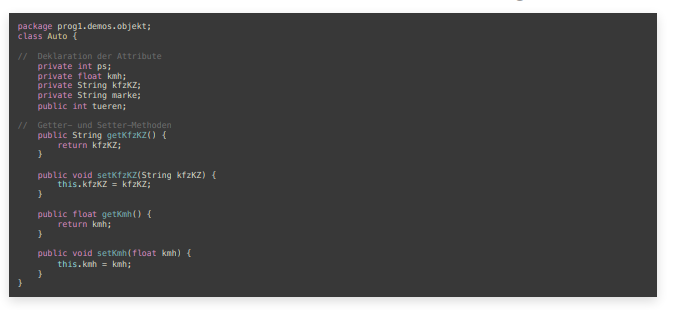 package prog1.demos.objekt;
class Auto {
//  Deklaration der Attribute
    private int ps;
    private float kmh;
    private String kfzKZ;
    private String marke;
    public int tueren;
//  Getter- und Setter-Methoden
    public String getKfzKZ() {
        return kfzKZ;
    }
    public void setKfzKZ(String kfzKZ) {
        this.kfzKZ = kfzKZ;
    }
    public float getKmh() {
        return kmh;
    }
    public void setKmh(float kmh) {
        this.kmh = kmh;
    }
}